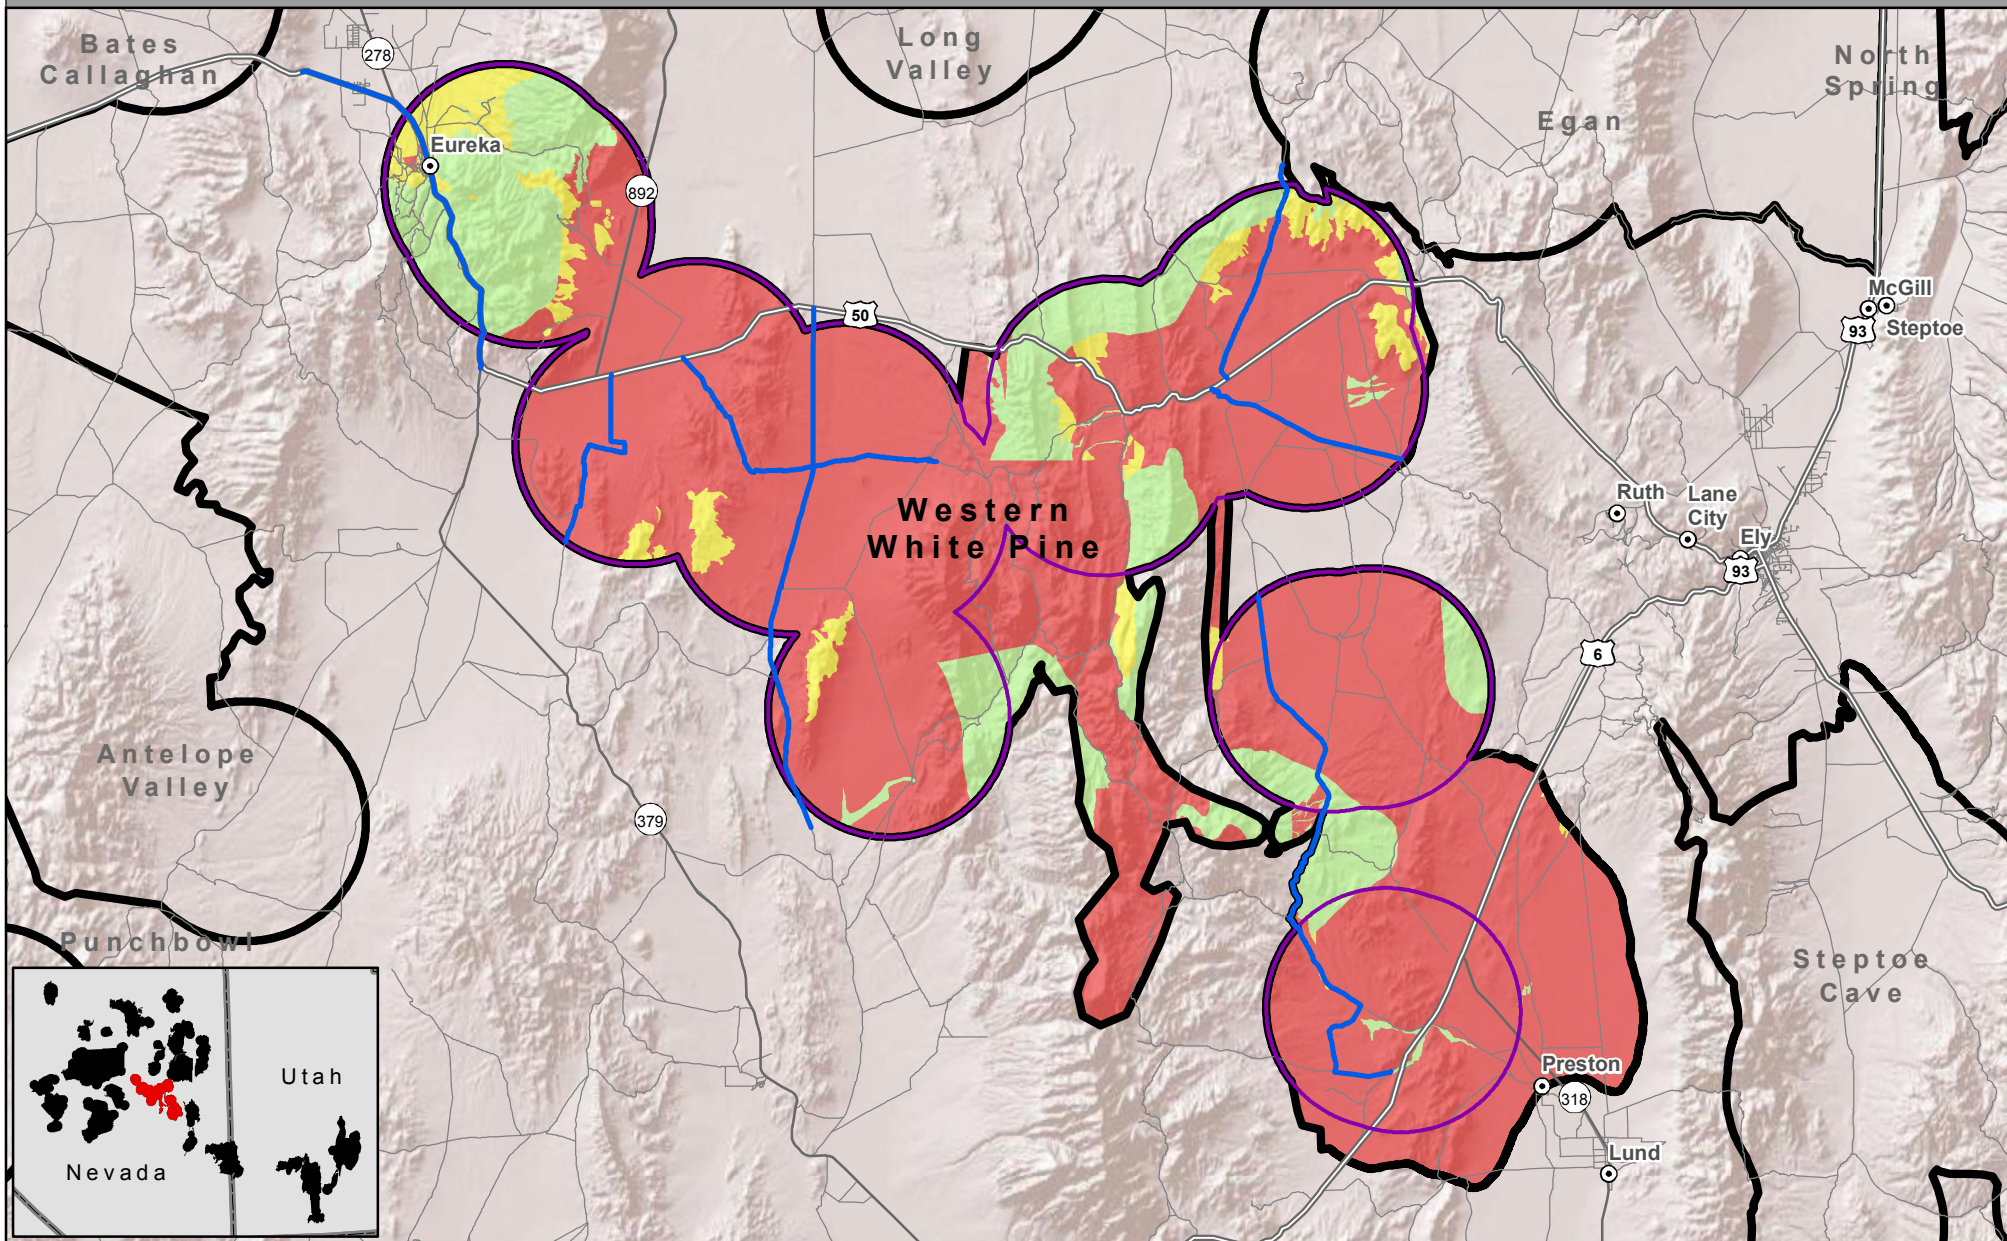 Bates
Callaghan
278
Long
Valley
North
Spring
Egan
Eureka
892
McGill
93
Steptoe
50
Western
White Pine
Ruth
Lane
City
Ely
93
6
Antelope
Valley
379
Punchbowl
Steptoe
Cave
Utah
Nevada
Preston
318
Lund